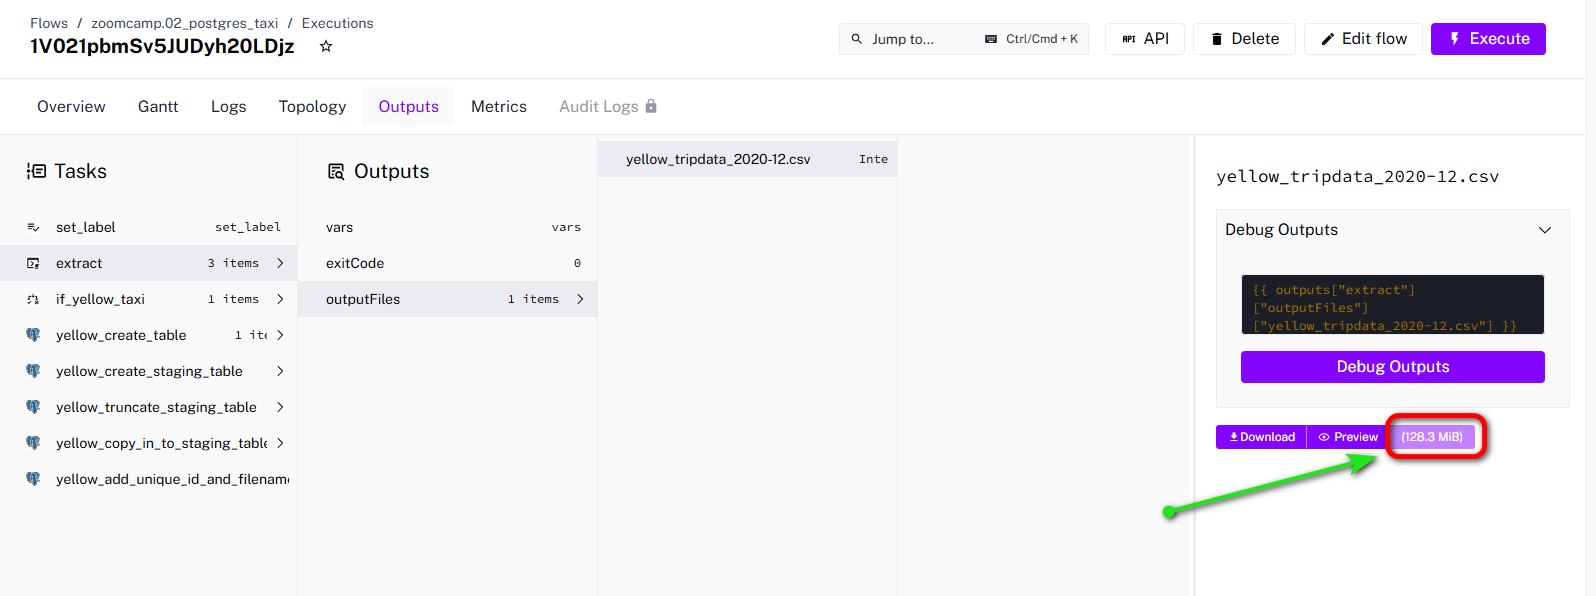 Flows / zoomcamp.02_postgres_taxi / Executions
1V021pbmSv5JUDyh20LDjz
Jump to...
Ctrl/Cmd + K
API API
Delete
Edit flow
Execute
Overview
Gantt
Logs
Topology
Outputs
Metrics
Audit Logs
Tasks
set_label set_label
extract 3 items
if_yellow_taxi 1 items
yellow_create_table 1 ite
yellow_create_staging_table
yellow_truncate_staging_table
yellow_copy_in_to_staging_table
yellow_add_unique_id_and_filename
Outputs
vars vars
exitCode 0
outputFiles 1 items
yellow_tripdata_2020-12.csv Inte
yellow_tripdata_2020-12.csv
Debug Outputs
{{ outputs["extract"]
["outputFiles"]
["yellow_tripdata_2020-12.csv"] }}
Debug Outputs
Download
Preview
(128.3 MiB)